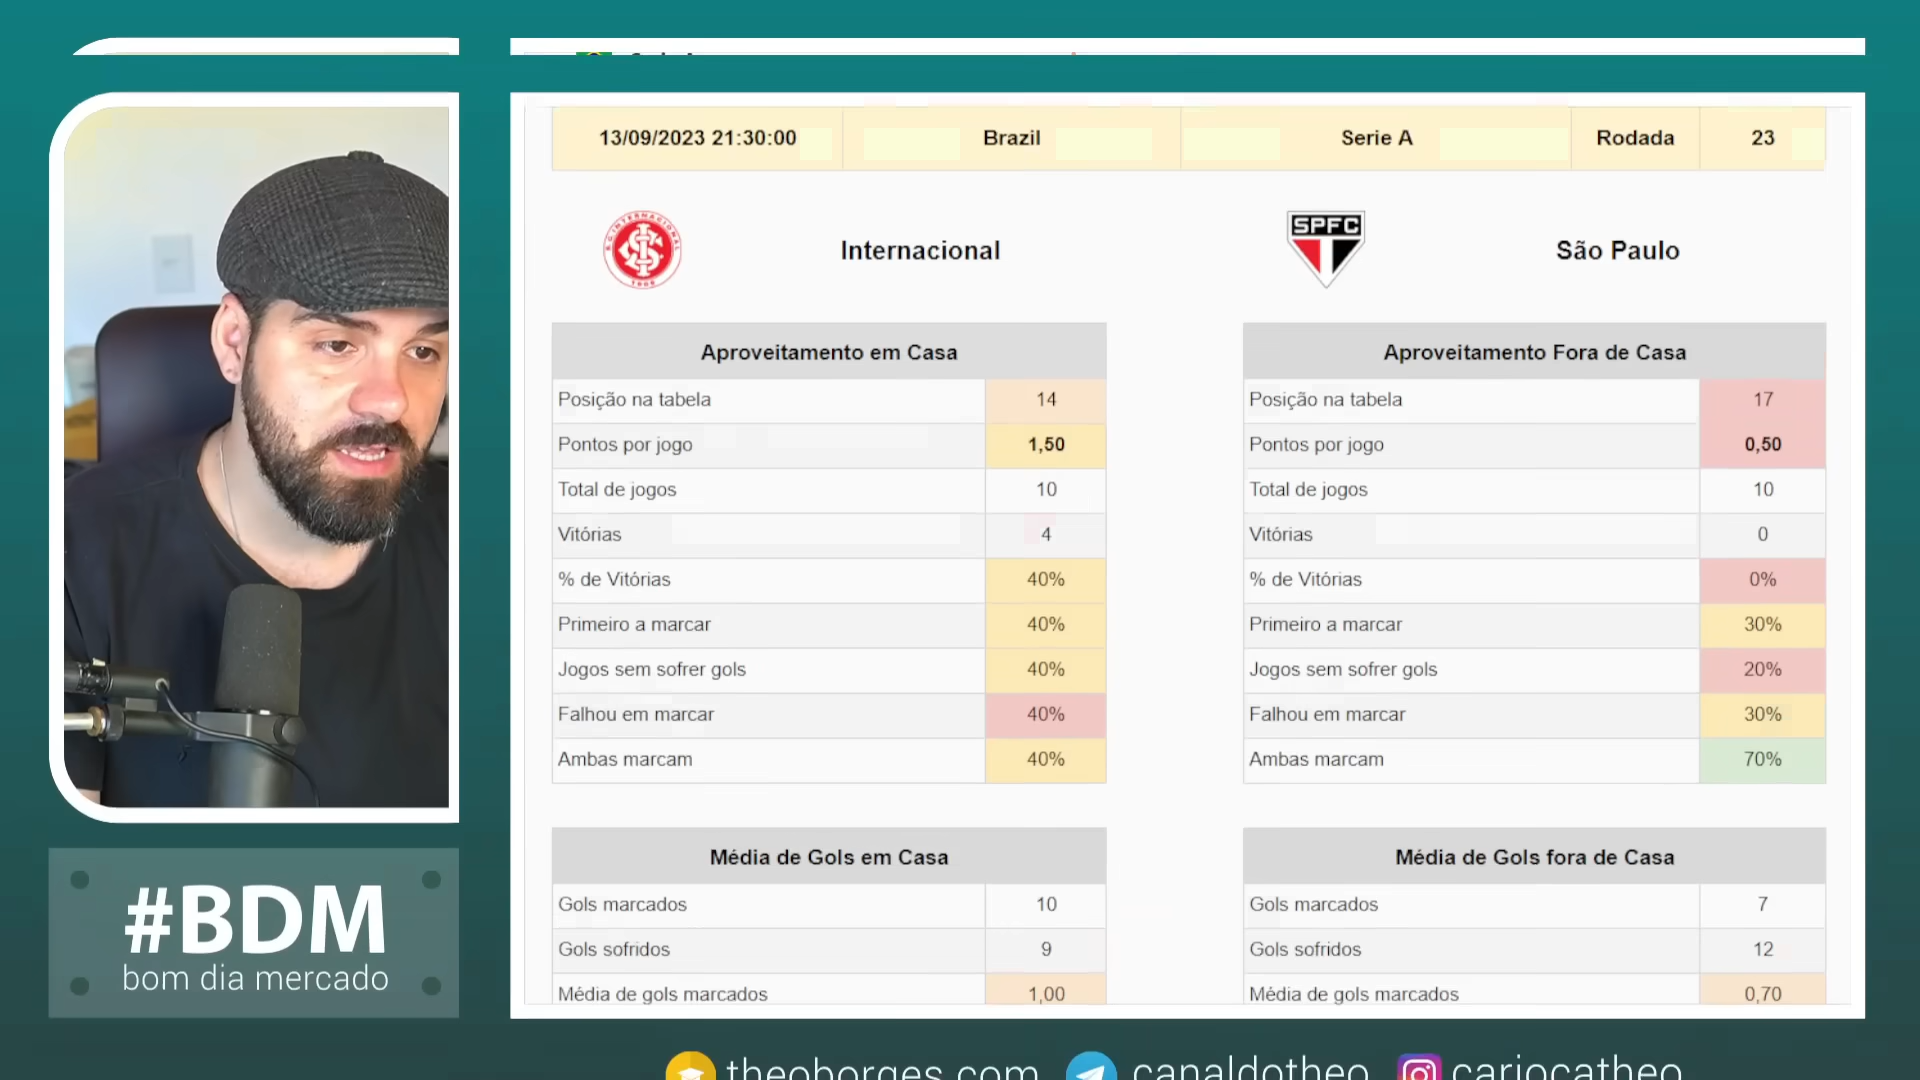 13/09/2023 21:30:00 Brazil Serie A Rodada 23
Internacional
SPFC
São Paulo
Aproveitamento em Casa
Posição na tabela 14
Pontos por jogo 1,50
Total de jogos 10
Vitórias 4
% de Vitórias 40%
Primeiro a marcar 40%
Jogos sem sofrer gols 40%
Falhou em marcar 40%
Ambas marcam 40%
Aproveitamento Fora de Casa
Posição na tabela 17
Pontos por jogo 0,50
Total de jogos 10
Vitórias 0
% de Vitórias 0%
Primeiro a marcar 30%
Jogos sem sofrer gols 20%
Falhou em marcar 30%
Ambas marcam 70%
Média de Gols em Casa
Gols marcados 10
Gols sofridos 9
Média de gols marcados 1,00
Média de Gols fora de Casa
Gols marcados 7
Gols sofridos 12
Média de gols marcados 0,70
#BDM
bom dia mercado
theoborges.com canaldotheo cariocatheo